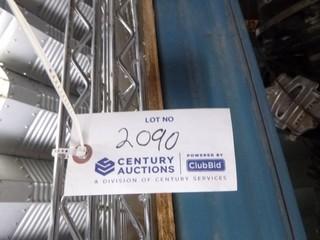 LOT NO
2090
CENTURY AUCTIONS
POWERED BY
ClubBid
A DIVISION OF CENTURY SERVICES